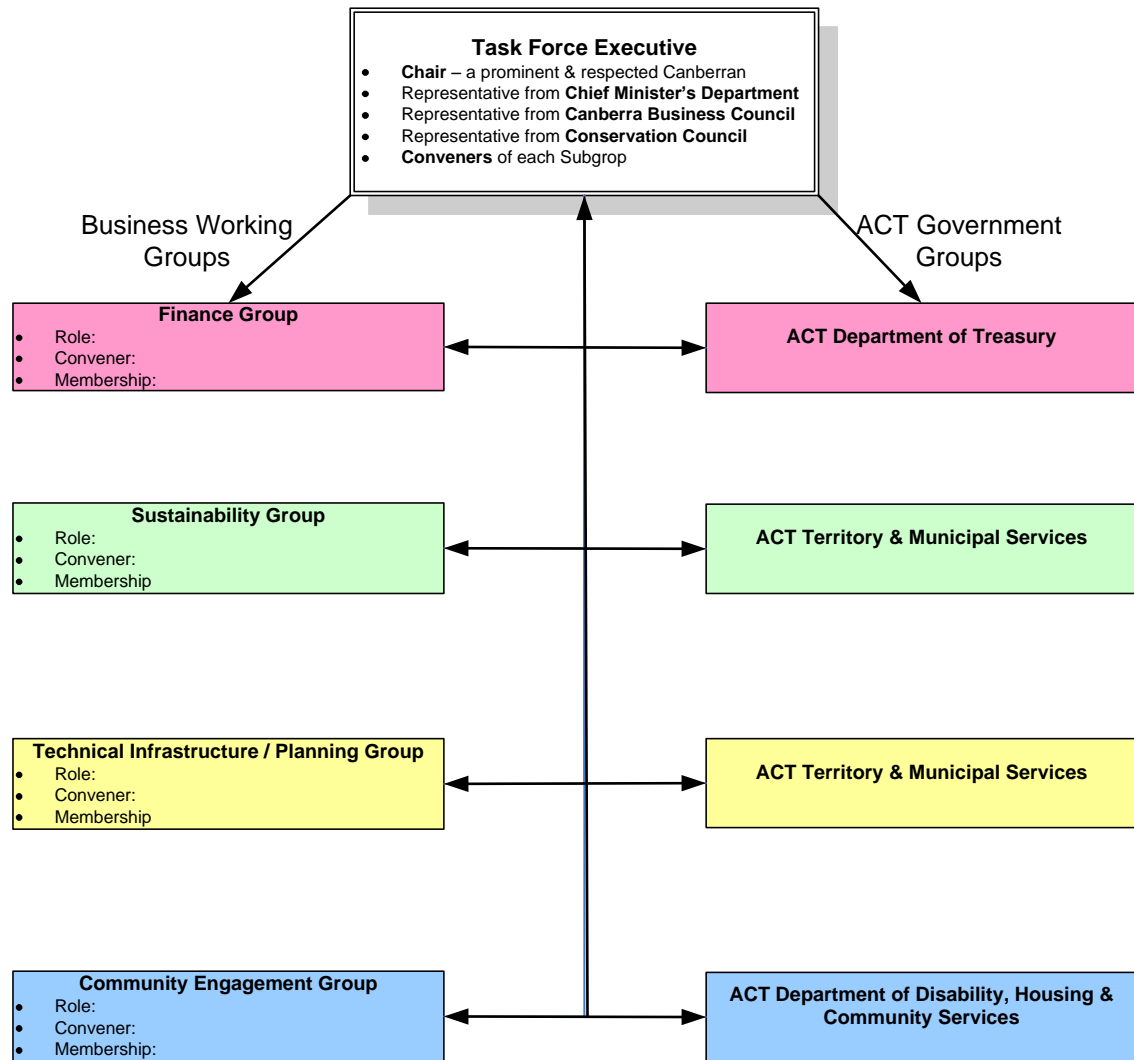 Task Force Executive
• Chair – a prominent & respected Canberran
• Representative from Chief Minister's Department
• Representative from Canberra Business Council
• Representative from Conservation Council
• Conveners of each Subgrop
Business Working
Groups
ACT Government
Groups
Finance Group
• Role:
• Convener:
• Membership:
ACT Department of Treasury
Sustainability Group
• Role:
• Convener:
• Membership
ACT Territory & Municipal Services
Technical Infrastructure / Planning Group
• Role:
• Convener:
• Membership
ACT Territory & Municipal Services
Community Engagement Group
• Role:
• Convener:
• Membership:
ACT Department of Disability, Housing &
Community Services